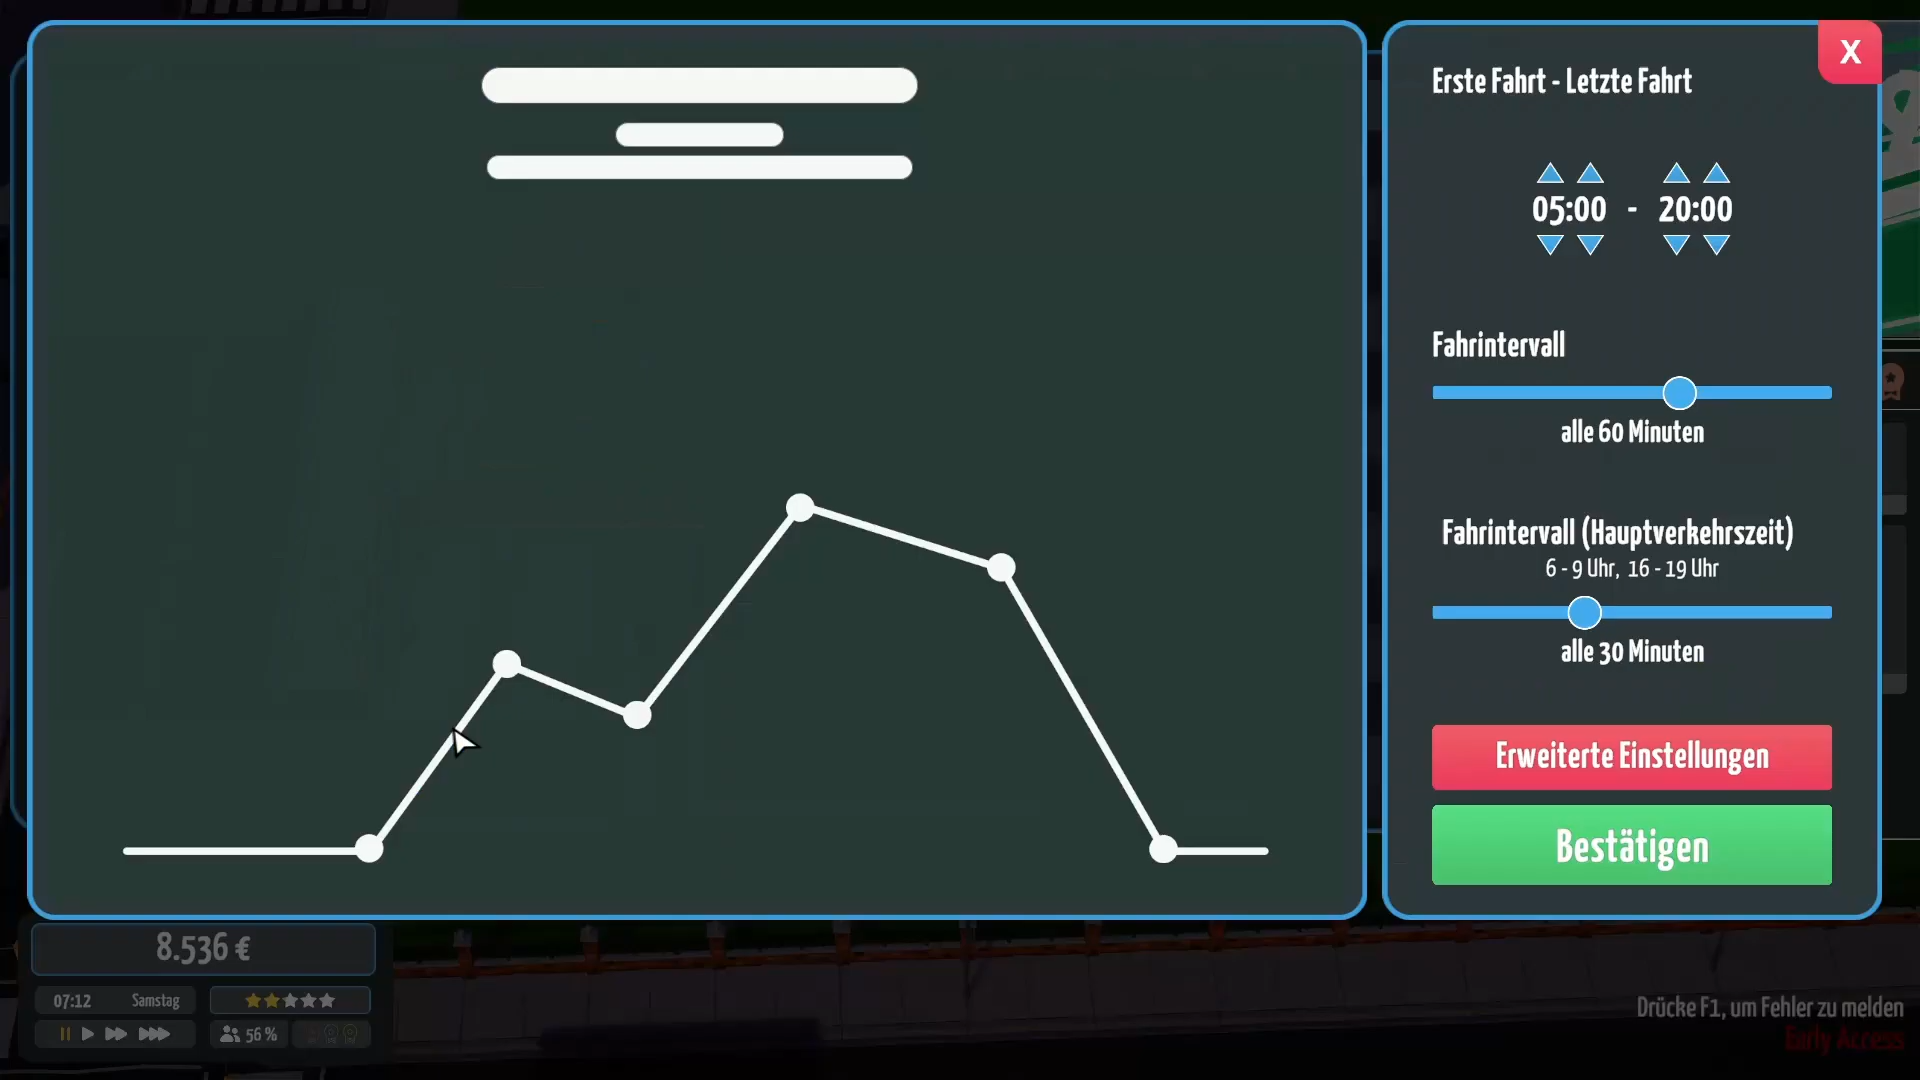 X
Erste Fahrt - Letzte Fahrt
05:00 - 20:00
Fahrintervall
alle 60 Minuten
Fahrintervall (Hauptverkehrszeit)
6 - 9 Uhr, 16 - 19 Uhr
alle 30 Minuten
Erweiterte Einstellungen
Bestätigen
8.536 €
07:12 Samstag
56 %
Drücke F1, um Fehler zu melden
Early Access